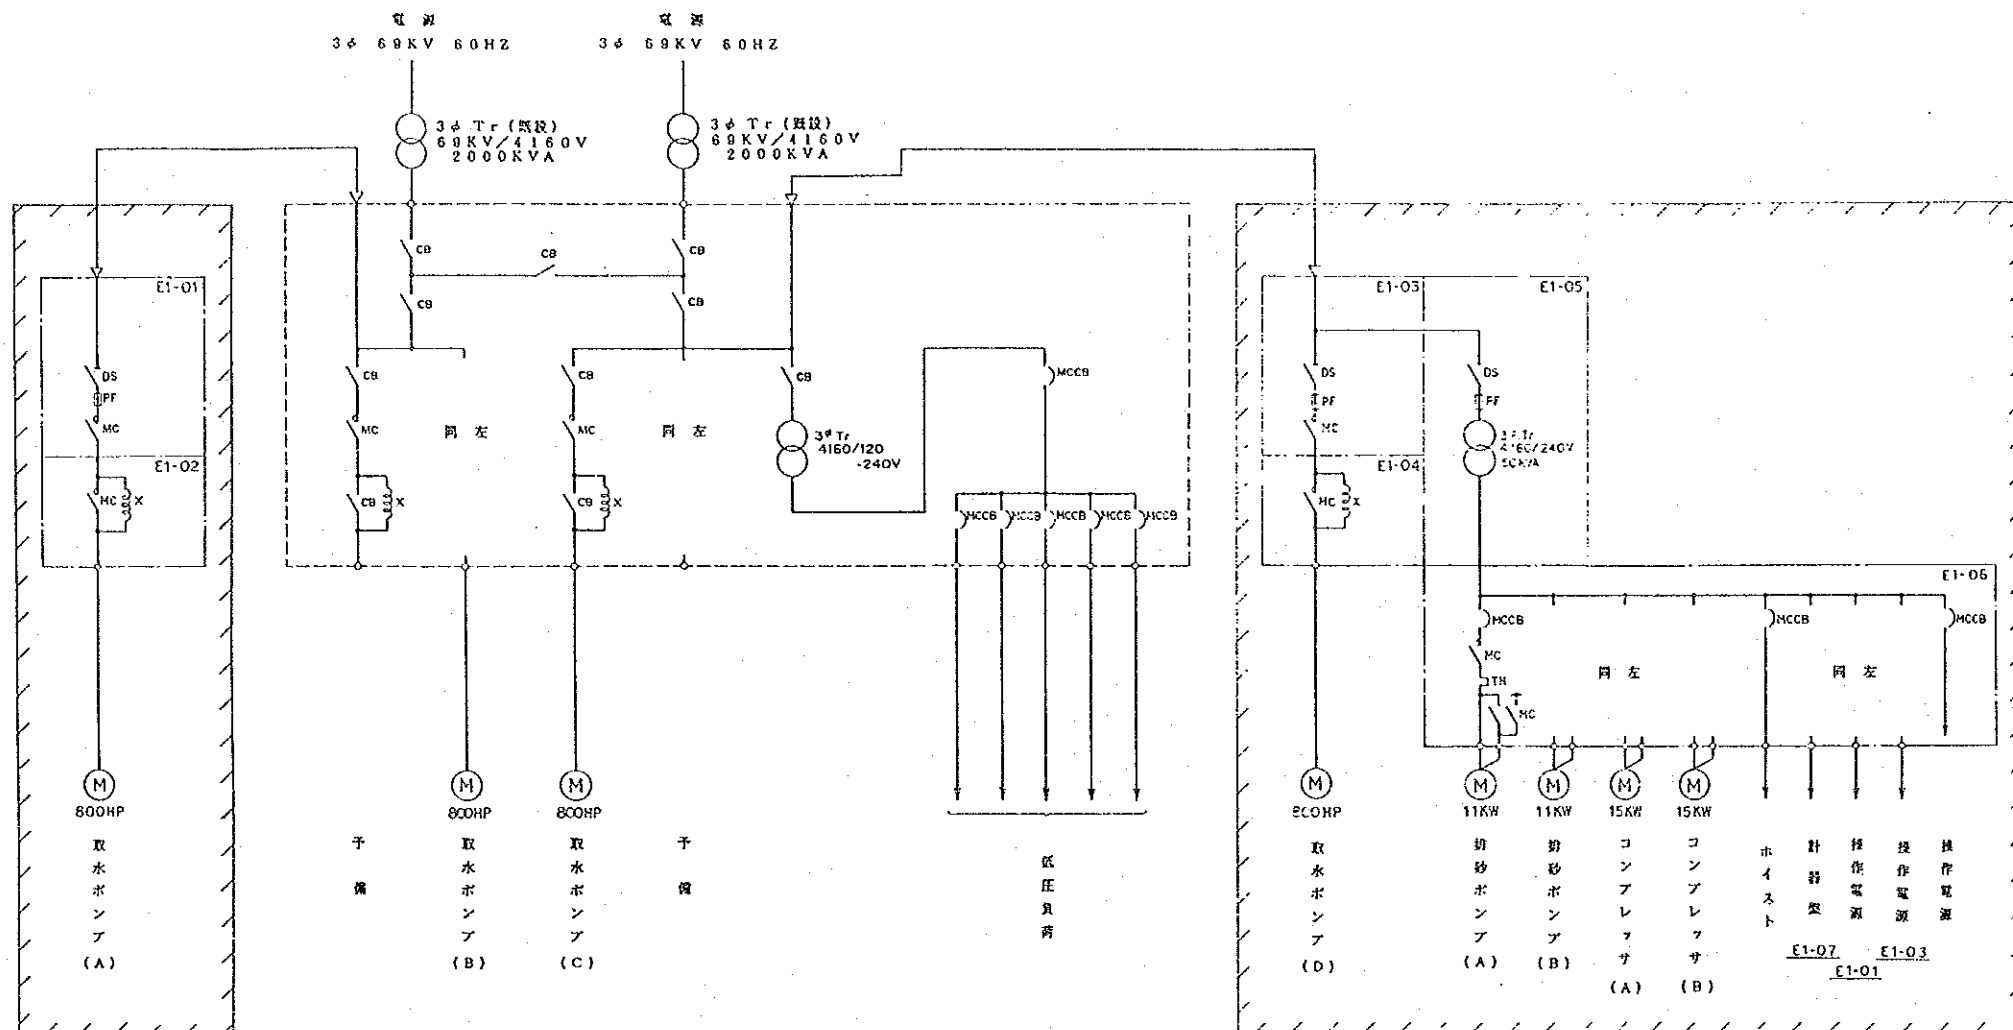 電源
3φ 69KV 60HZ
電源
3φ 69KV 60HZ
3φ Tr (既設)
69KV/4160V
2000KVA
3φ Tr (既設)
69KV/4160V
2000KVA
E1-01
DS
PF
MC
E1-02
MC
X
M
800HP
取水ポンプ
(A)
CB
CB
CB
CB
CB
CB
MC
CB
X
同左
CB
MC
CB
X
同左
CB
3φ Tr
4160/120
-240V
MCCB
MCCB
MCCB
MCCB
MCCB
MCCB
予備
M
800HP
取水ポンプ
(B)
M
800HP
取水ポンプ
(C)
予備
低圧負荷
E1-03
E1-05
DS
PF
MC
E1-04
MC
X
DS
PF
3φ Tr
4160/240V
50KVA
E1-06
MCCB
MC
TH
MC
同左
MCCB
同左
MCCB
M
800HP
取水ポンプ
(D)
M
11KW
排砂ポンプ
(A)
M
11KW
排砂ポンプ
(B)
M
15KW
コンプレッサ
(A)
M
15KW
コンプレッサ
(B)
ホイスト
計器盤
E1-07
操作電源
E1-01
操作電源
E1-03
操作電源